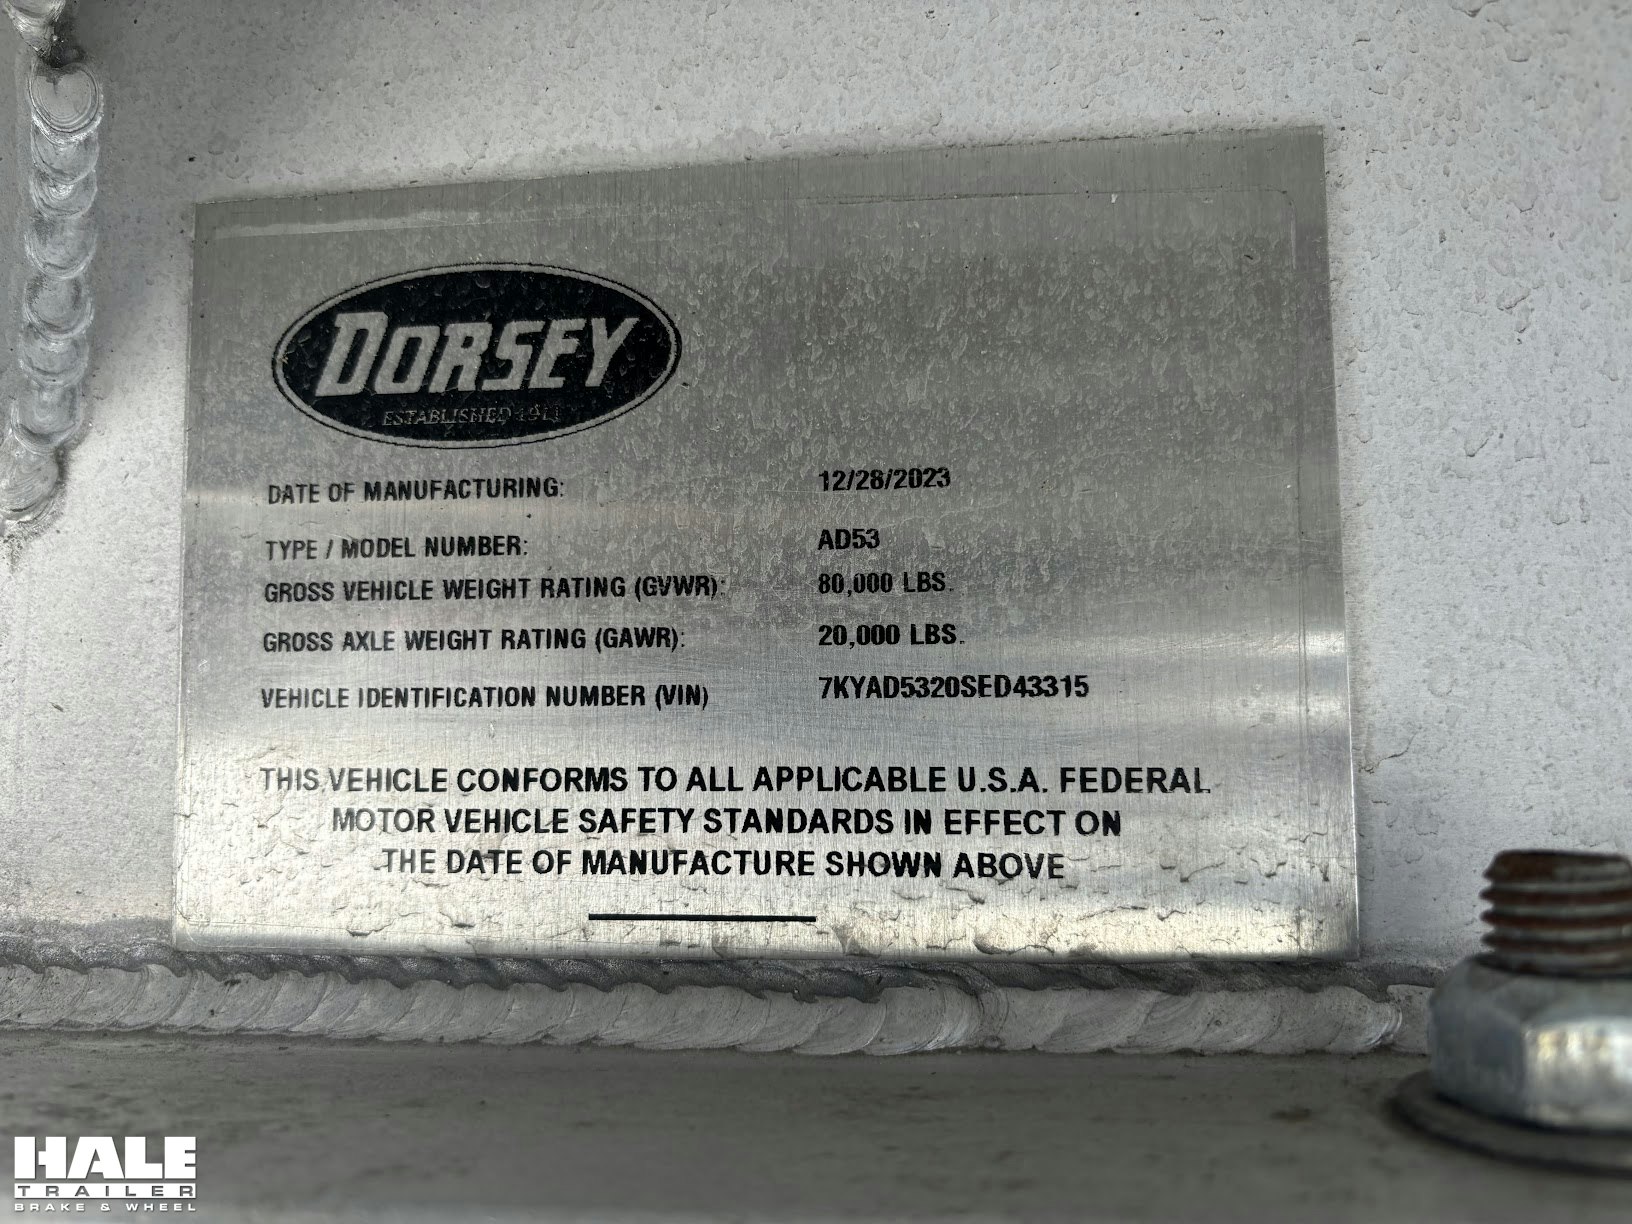 DORSEY
ESTABLISHED 1911
DATE OF MANUFACTURING: 12/28/2023
TYPE / MODEL NUMBER: AD53
GROSS VEHICLE WEIGHT RATING (GVWR): 80,000 LBS.
GROSS AXLE WEIGHT RATING (GAWR): 20,000 LBS.
VEHICLE IDENTIFICATION NUMBER (VIN) 7KYAD5320SED43315
THIS VEHICLE CONFORMS TO ALL APPLICABLE U.S.A. FEDERAL
MOTOR VEHICLE SAFETY STANDARDS IN EFFECT ON
THE DATE OF MANUFACTURE SHOWN ABOVE
HALE
TRAILER
BRAKE & WHEEL